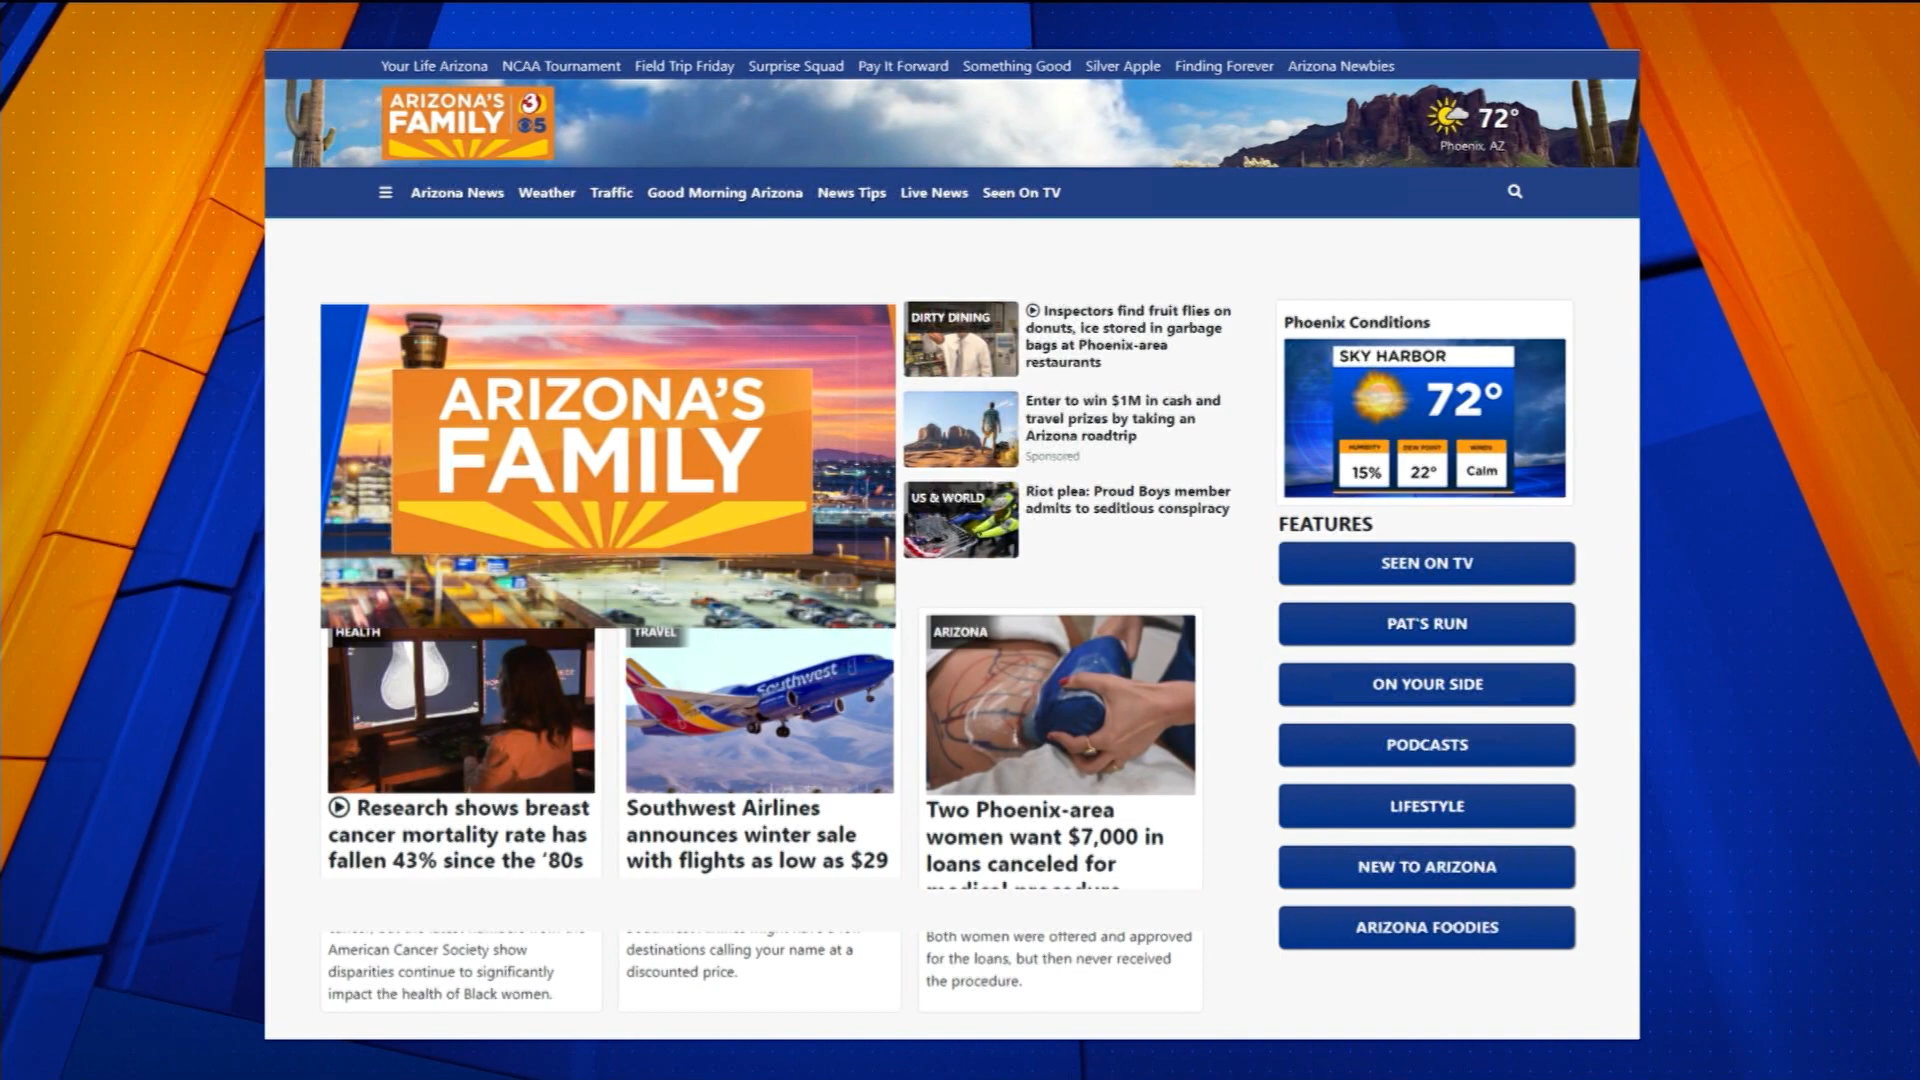 Your Life Arizona NCAA Tournament Field Trip Friday Surprise Squad Pay It Forward Something Good Silver Apple Finding Forever Arizona Newbies
ARIZONA'S
FAMILY
3
5
72°
Phoenix, AZ
Arizona News Weather Traffic Good Morning Arizona News Tips Live News Seen On TV
ARIZONA'S
FAMILY
DIRTY DINING
Inspectors find fruit flies on
donuts, ice stored in garbage
bags at Phoenix-area
restaurants
Enter to win $1M in cash and
travel prizes by taking an
Arizona roadtrip
Sponsored
US & WORLD
Riot plea: Proud Boys member
admits to seditious conspiracy
Phoenix Conditions
SKY HARBOR
72°
HUMIDITY DEW POINT WINDS
15% 22° Calm
FEATURES
SEEN ON TV
PAT'S RUN
ON YOUR SIDE
PODCASTS
LIFESTYLE
NEW TO ARIZONA
ARIZONA FOODIES
HEALTH
Research shows breast
cancer mortality rate has
fallen 43% since the '80s
American Cancer Society show
disparities continue to significantly
impact the health of Black women.
TRAVEL
Southwest
Southwest Airlines
announces winter sale
with flights as low as $29
destinations calling your name at a
discounted price.
ARIZONA
Two Phoenix-area
women want $7,000 in
loans canceled for
medical procedure
Both women were offered and approved
for the loans, but then never received
the procedure.